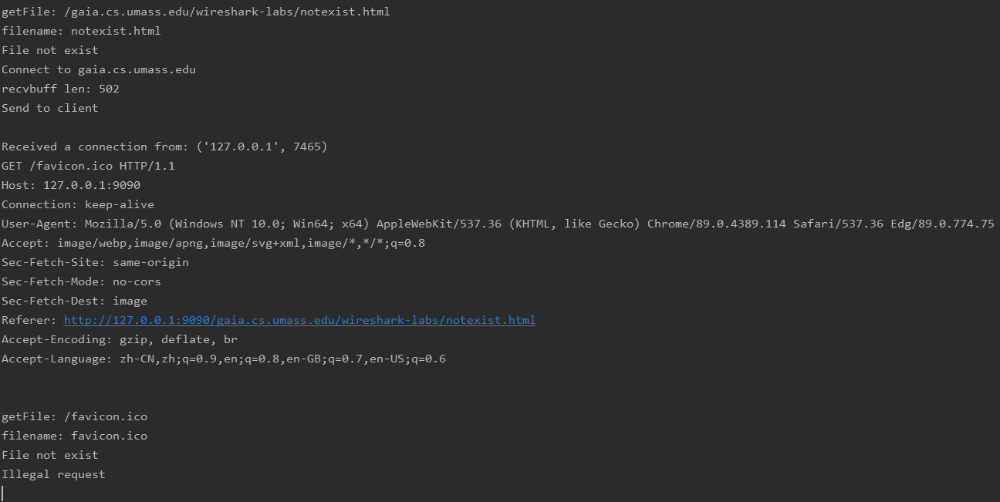 getFile: /gaia.cs.umass.edu/wireshark-labs/notexist.html
filename: notexist.html
File not exist
Connect to gaia.cs.umass.edu
recvbuff len: 502
Send to client
Received a connection from: ('127.0.0.1', 7465)
GET /favicon.ico HTTP/1.1
Host: 127.0.0.1:9090
Connection: keep-alive
User-Agent: Mozilla/5.0 (Windows NT 10.0; Win64; x64) AppleWebKit/537.36 (KHTML, like Gecko) Chrome/89.0.4389.114 Safari/537.36 Edg/89.0.774.75
Accept: image/webp,image/apng,image/svg+xml,image/*,*/*;q=0.8
Sec-Fetch-Site: same-origin
Sec-Fetch-Mode: no-cors
Sec-Fetch-Dest: image
Referer: http://127.0.0.1:9090/gaia.cs.umass.edu/wireshark-labs/notexist.html
Accept-Encoding: gzip, deflate, br
Accept-Language: zh-CN,zh;q=0.9,en;q=0.8,en-GB;q=0.7,en-US;q=0.6
getFile: /favicon.ico
filename: favicon.ico
File not exist
Illegal request